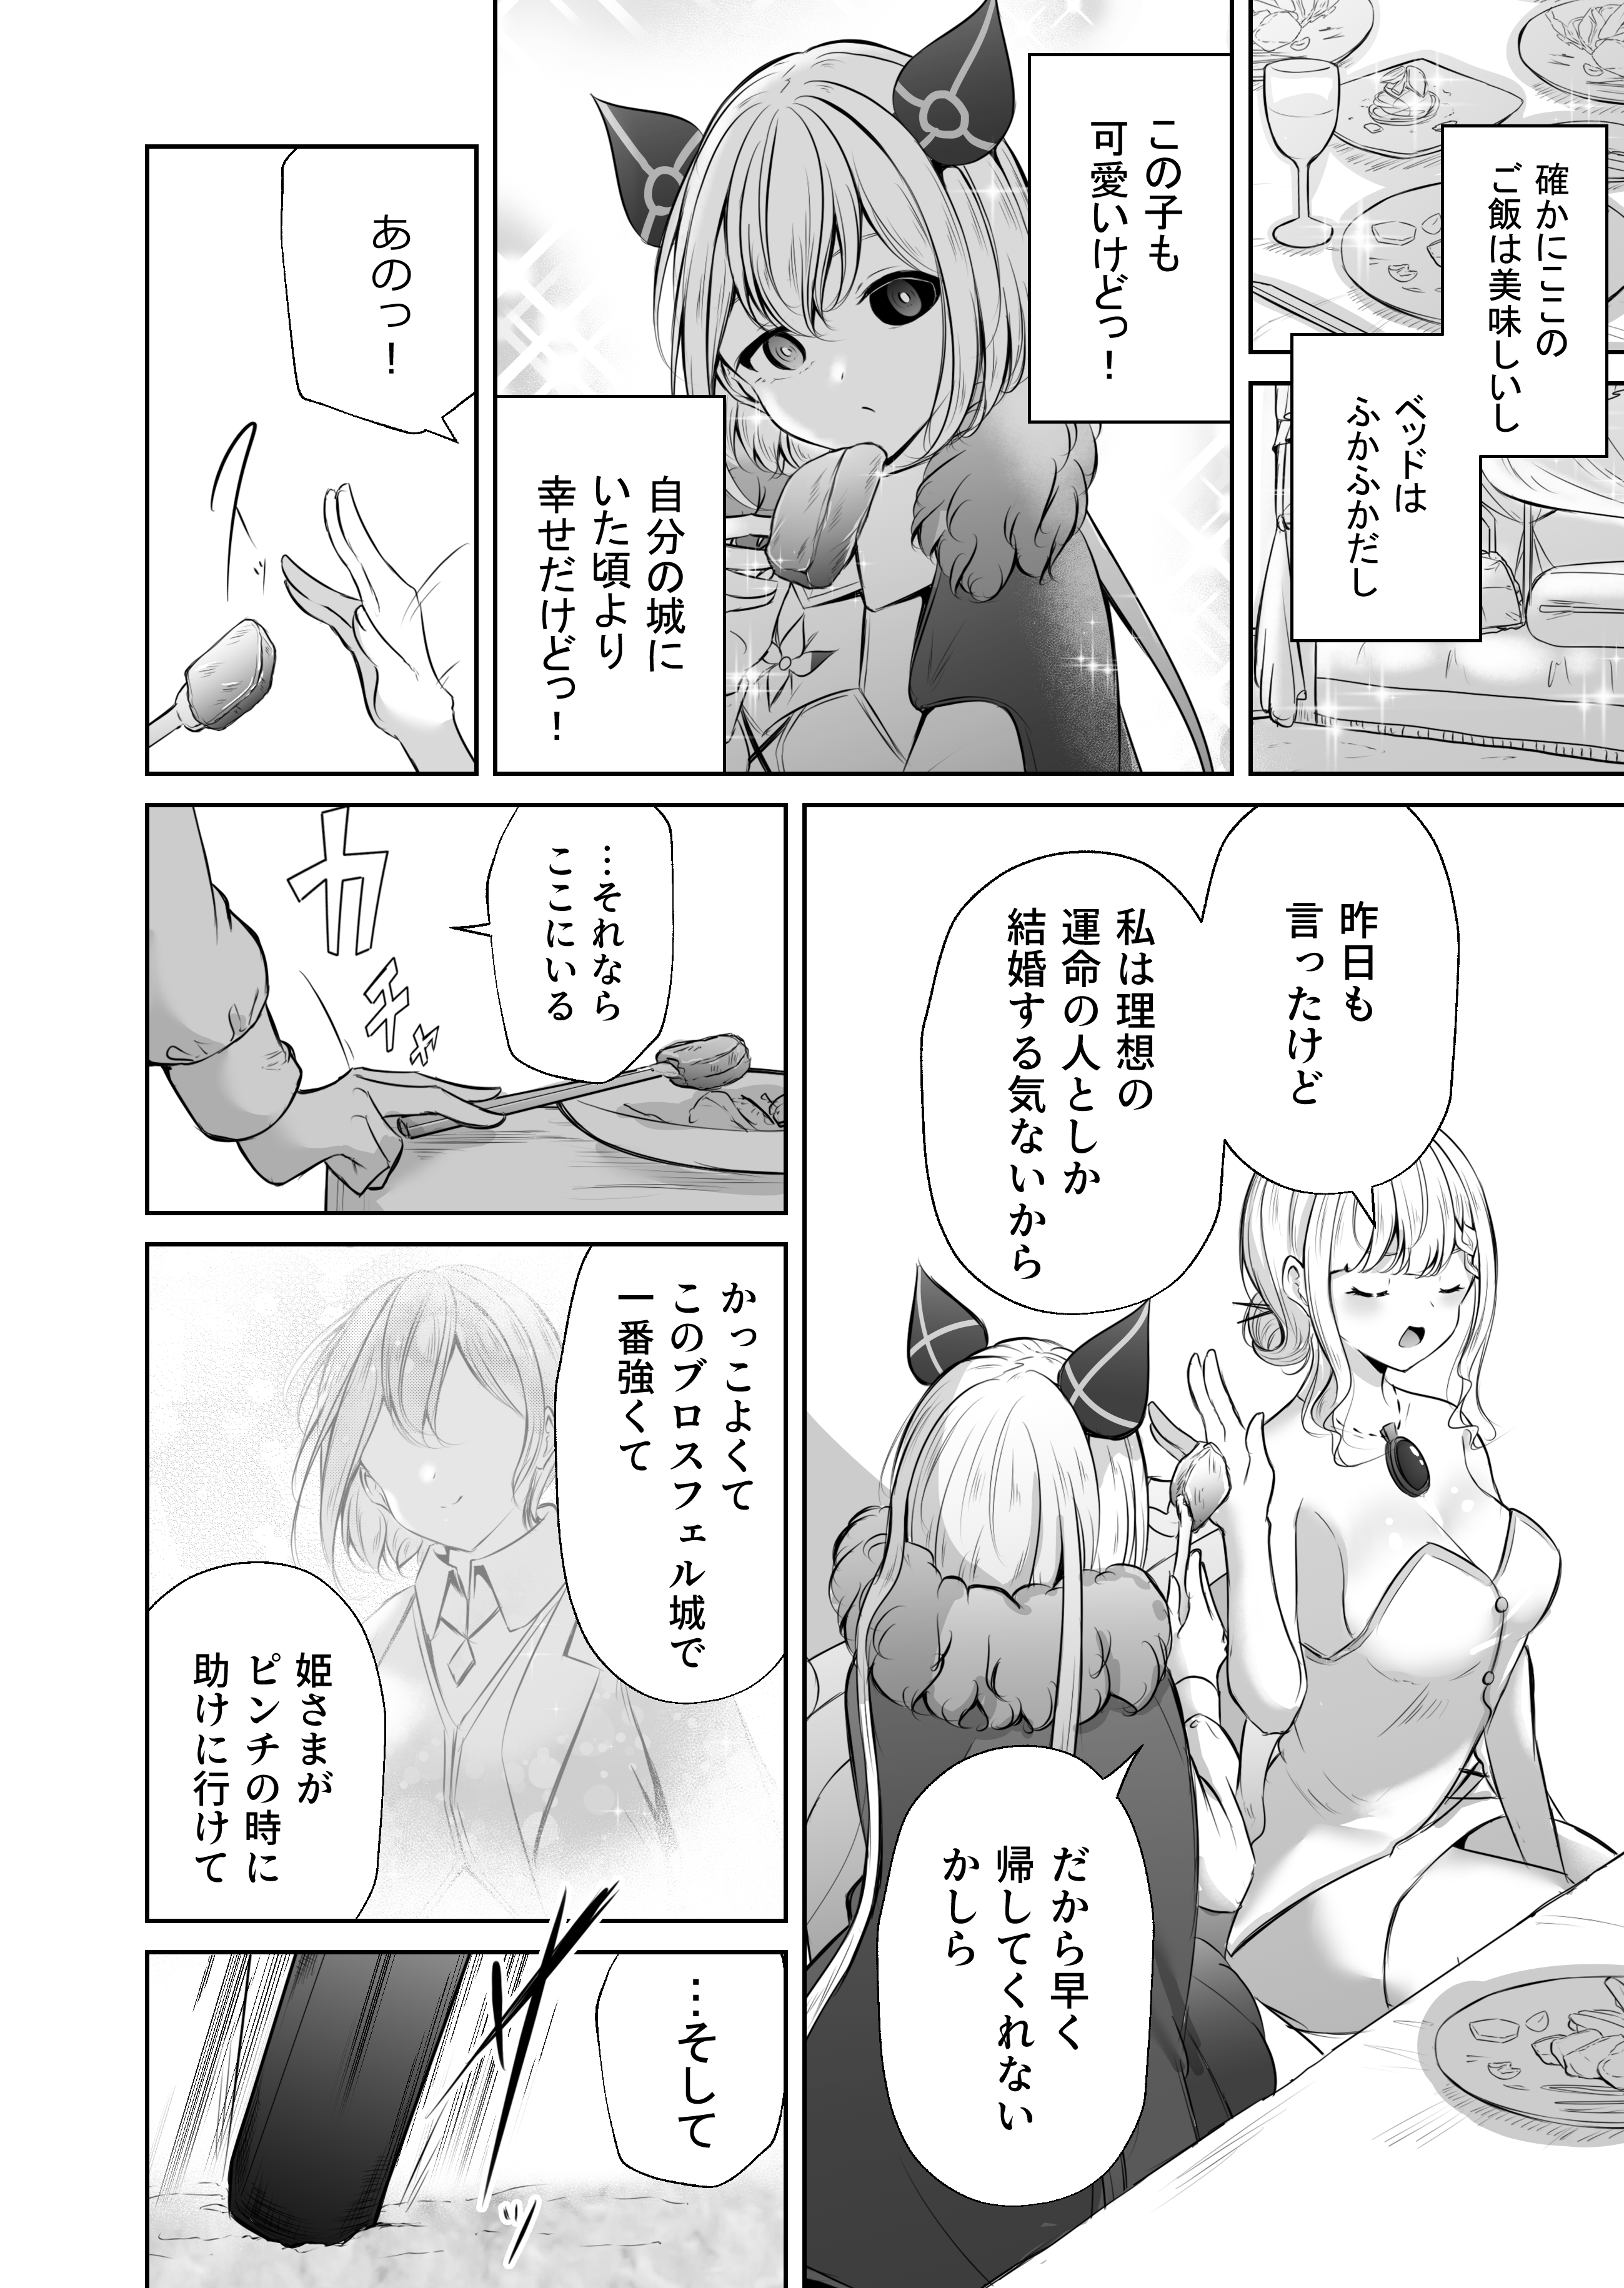 確かにここの
ご飯は美味しいし
ベッドは
ふかふかだし
この子も
可愛いけどっ！
自分の城に
いた頃より
幸せだけどっ！
あのっ！
昨日も
言ったけど
私は理想の
運命の人としか
結婚する気ないから
だから早く
帰してくれない
かしら
…それなら
ここにいる
カチャ
かっこよくて
このブロスフェル城で
一番強くて
姫さまが
ピンチの時に
助けに行けて
…そして